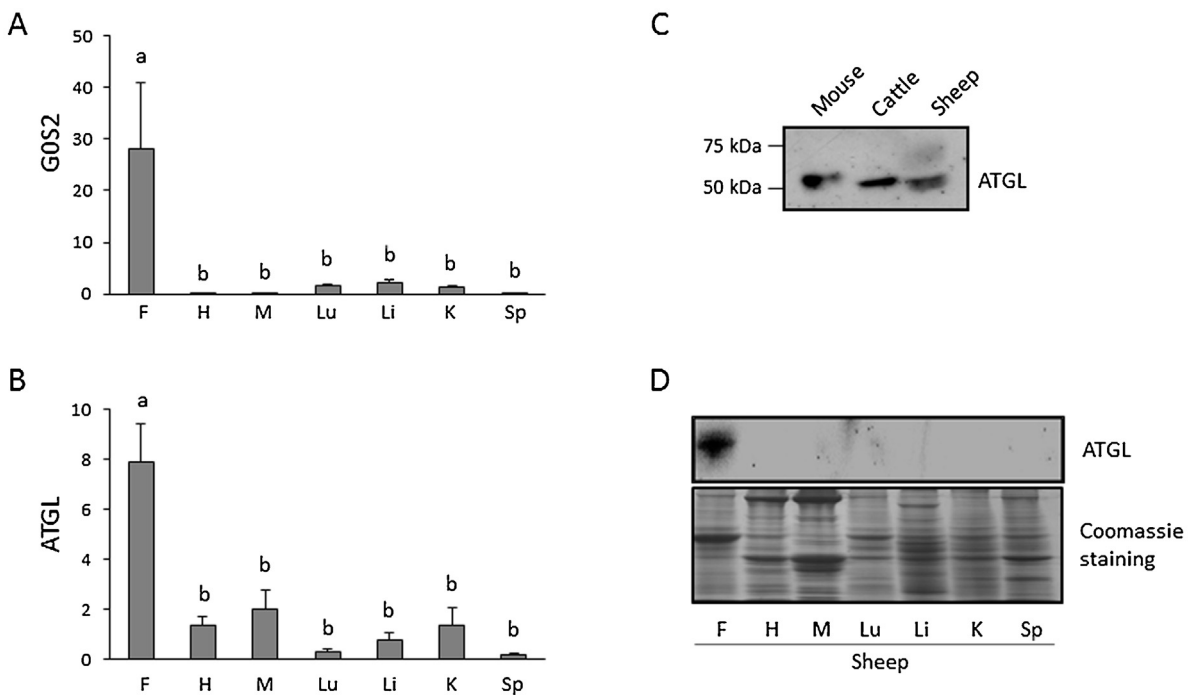 A
G0S2
50
40
30
20
10
0
a
b
b
b
b
b
b
F H M Lu Li K Sp
B
ATGL
10
8
6
4
2
0
a
b
b
b
b
b
b
F H M Lu Li K Sp
C
Mouse Cattle Sheep
75 kDa
50 kDa
ATGL
D
ATGL
Coomassie
staining
F H M Lu Li K Sp
Sheep